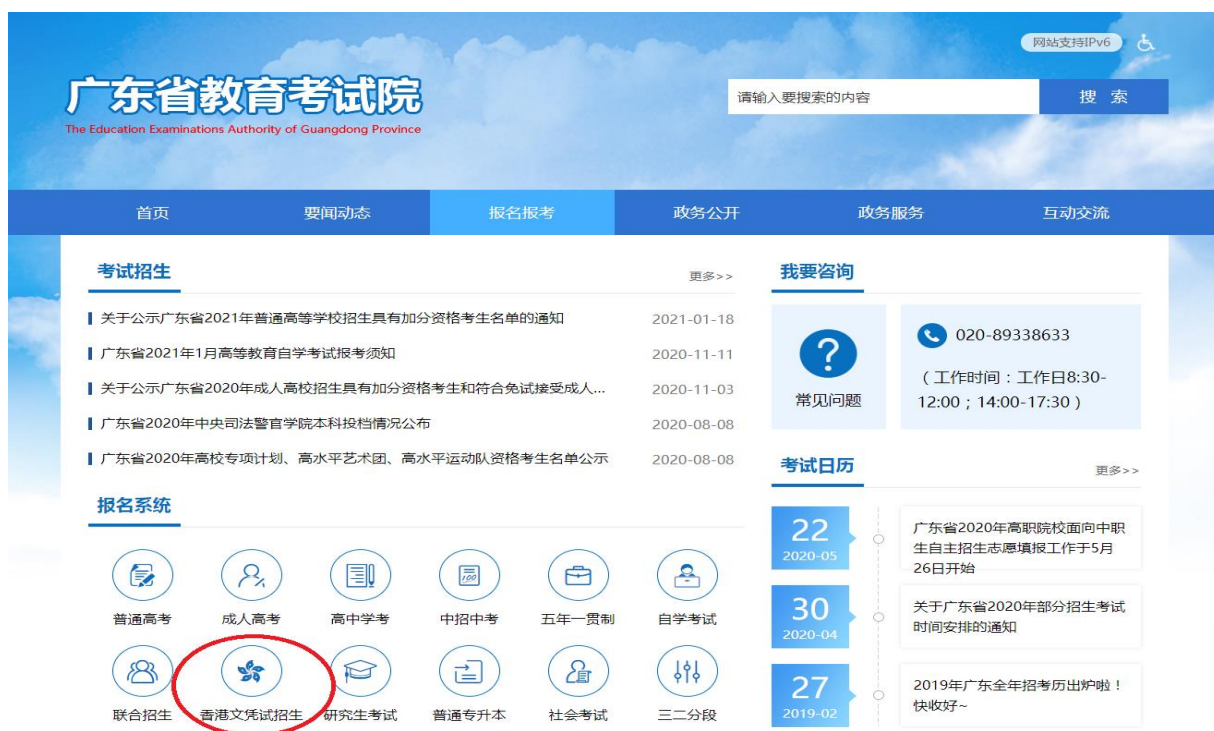 网站支持IPv6
广东省教育考试院
The Education Examinations Authority of Guangdong Province
请输入要搜索的内容
搜 索
首页
要闻动态
报名报考
政务公开
政务服务
互动交流
考试招生
更多>>
关于公示广东省2021年普通高等学校招生具有加分资格考生名单的通知
2021-01-18
广东省2021年1月高等教育自学考试报考须知
2020-11-11
关于公示广东省2020年成人高校招生具有加分资格考生和符合免试接受成人...
2020-11-03
广东省2020年中央司法警官学院本科投档情况公布
2020-08-08
广东省2020年高校专项计划、高水平艺术团、高水平运动队资格考生名单公示
2020-08-08
我要咨询
常见问题
020-89338633
（工作时间：工作日8:30-
12:00；14:00-17:30）
报名系统
普通高考
成人高考
高中学考
100
中招中考
五年一贯制
自学考试
联合招生
香港文凭试招生
研究生考试
普通专升本
社会考试
三二分段
考试日历
更多>>
22
2020-05
广东省2020年高职院校面向中职
生自主招生志愿填报工作于5月
26日开始
30
2020-04
关于广东省2020年部分招生考试
时间安排的通知
27
2019-02
2019年广东全年招考历出炉啦！
快收好~